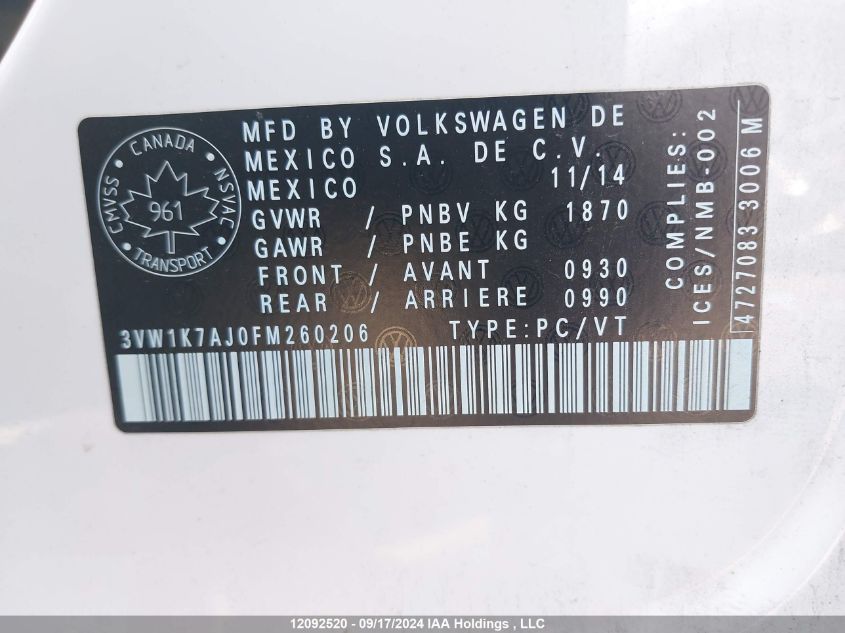 CANADA
CMVSS
NSVAC
961
TRANSPORT
MFD BY VOLKSWAGEN DE
MEXICO S.A. DE C.V.
MEXICO 11/14
GVWR / PNBV KG 1870
GAWR / PNBE KG
FRONT / AVANT 0930
REAR / ARRIERE 0990
3VW1K7AJ0FM260206 TYPE:PC/VT
COMPLIES:
ICES/NMB-002
4727083 3006 M
12092520 - 09/17/2024 IAA Holdings , LLC